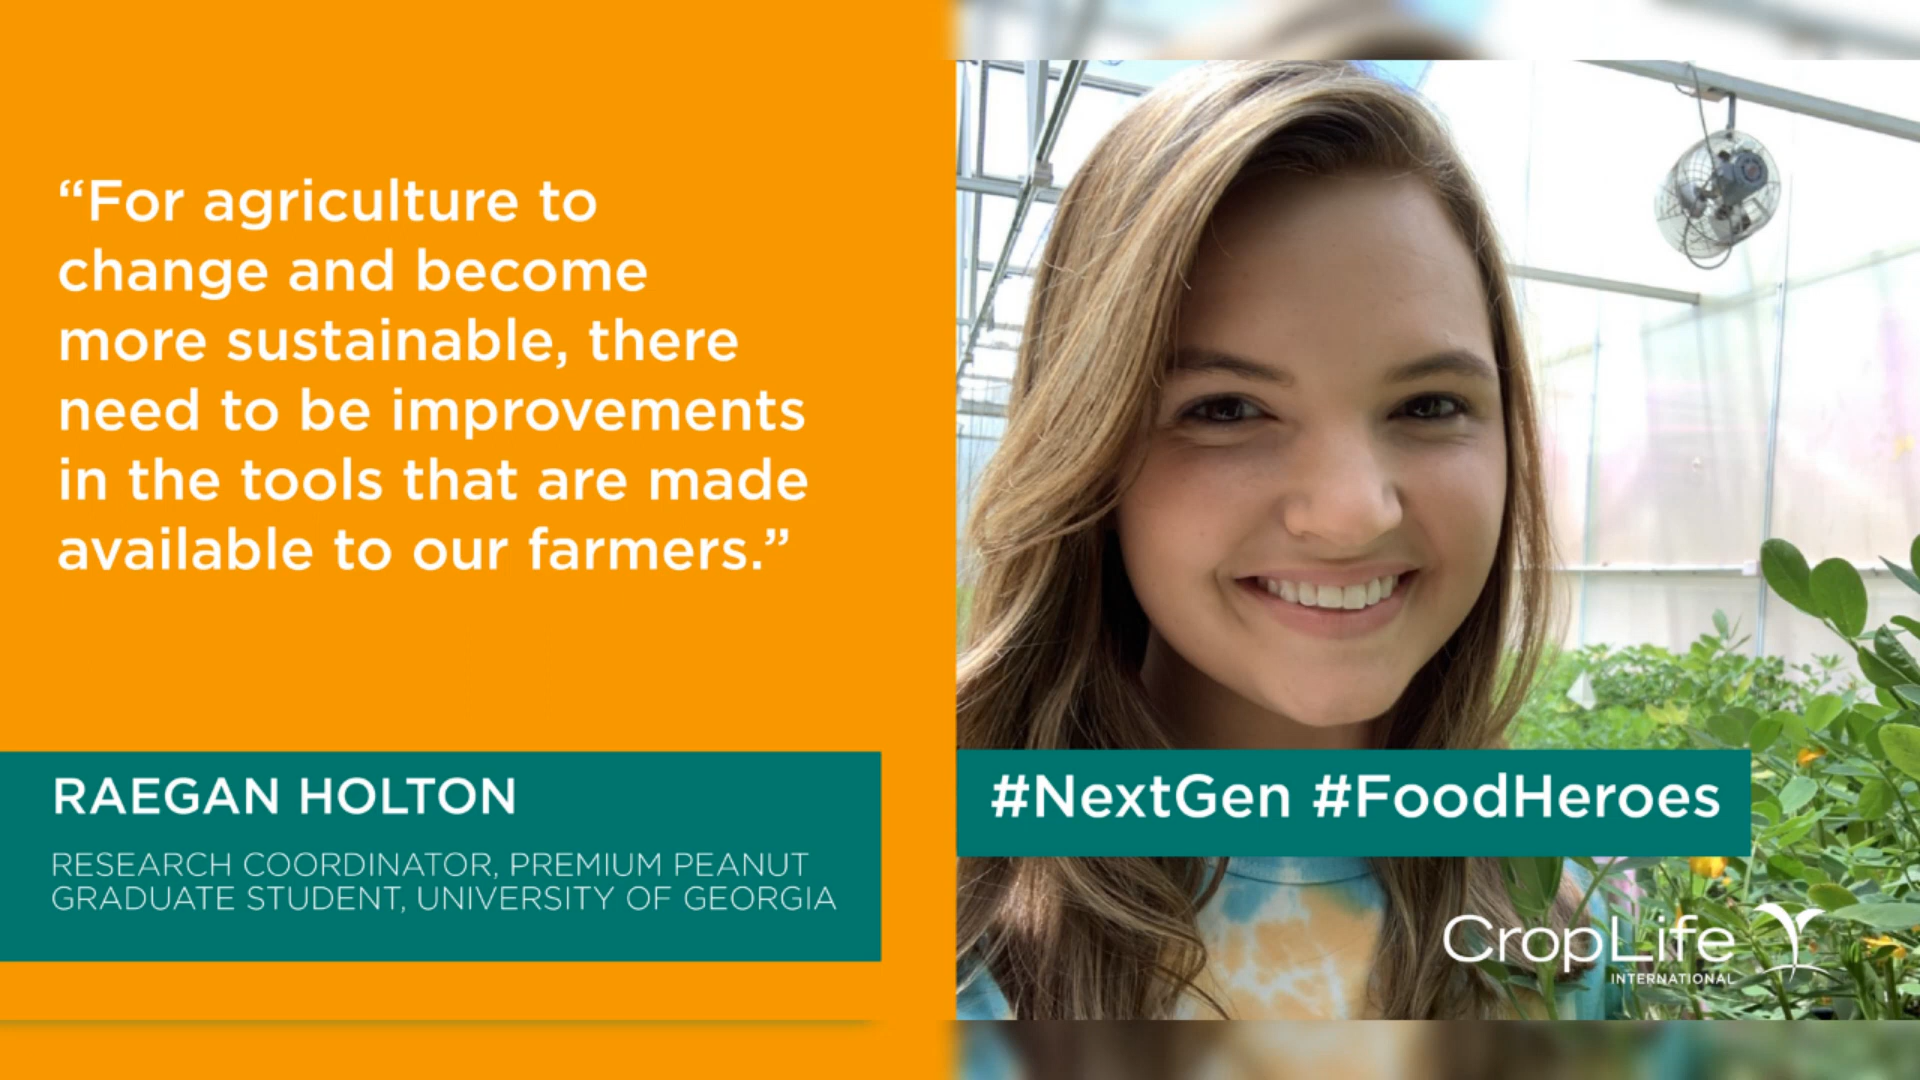 “For agriculture to
change and become
more sustainable, there
need to be improvements
in the tools that are made
available to our farmers.”
RAEGAN HOLTON
RESEARCH COORDINATOR, PREMIUM PEANUT
GRADUATE STUDENT, UNIVERSITY OF GEORGIA
#NextGen #FoodHeroes
CropLife
INTERNATIONAL